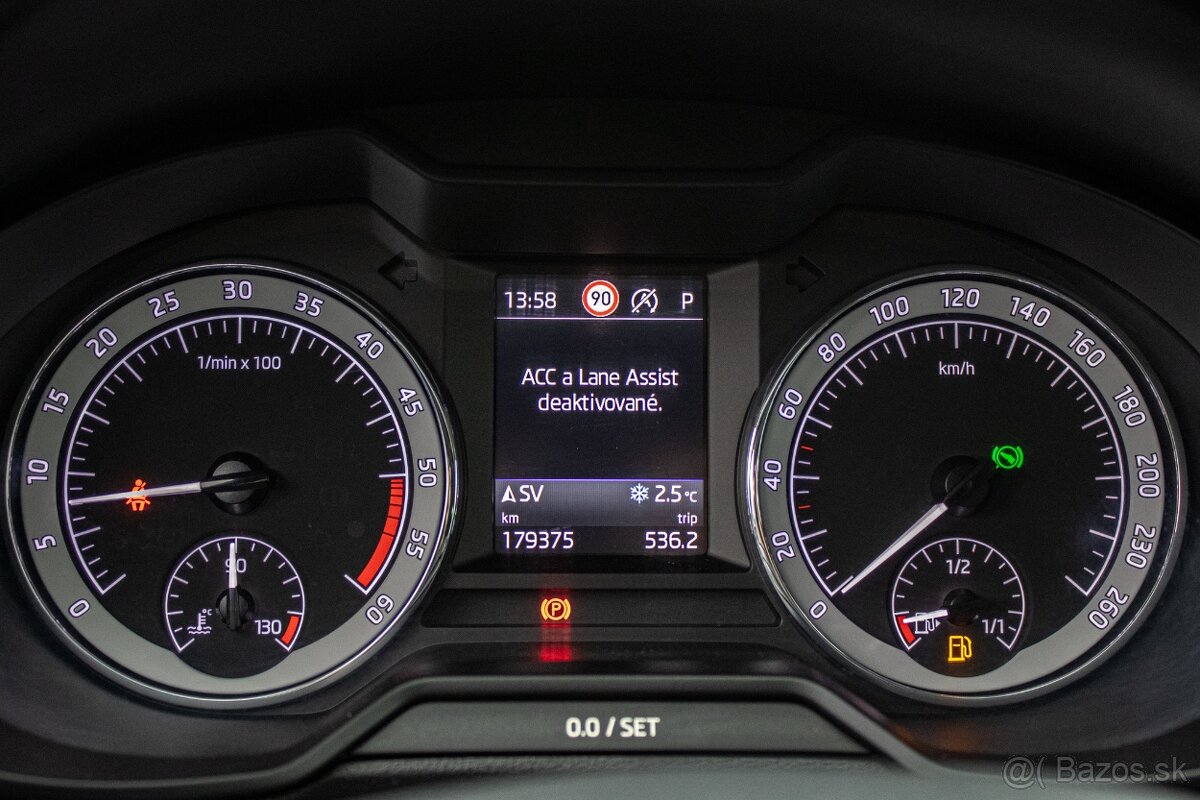 0
5
10
15
20
25
30
35
40
45
50
55
60
1/min x 100
90
°C
130
13:58
90
P
ACC a Lane Assist
deaktivované.
SV
2.5°C
km
trip
179375
536.2
P
0
20
40
60
80
100
120
140
160
180
200
230
260
km/h
1/2
1/1
0.0 / SET
@( Bazos.sk